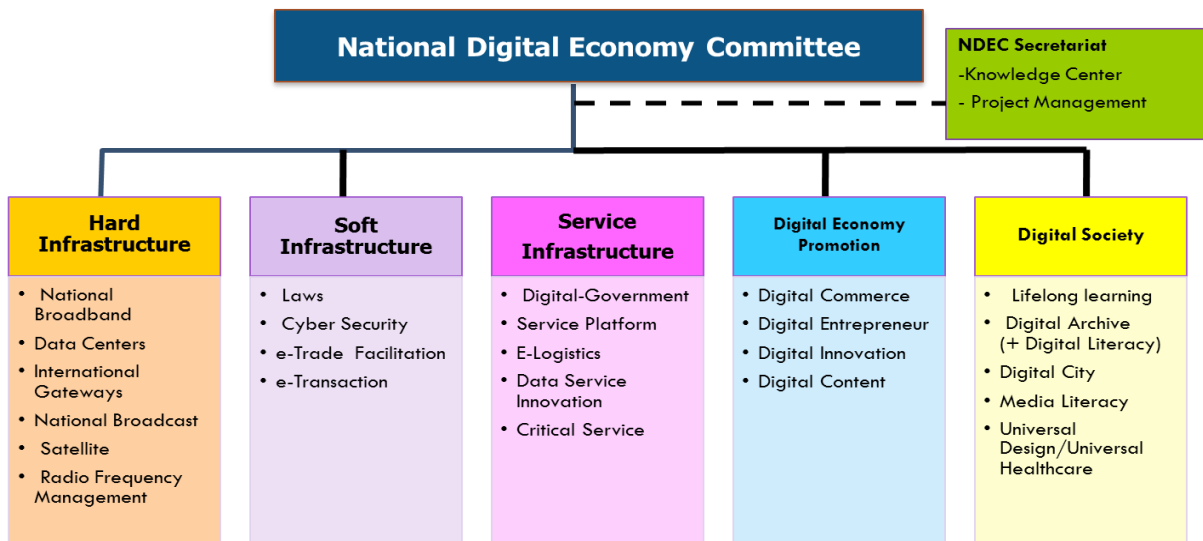 National Digital Economy Committee
NDEC Secretariat
-Knowledge Center
- Project Management
Hard
Infrastructure
• National
Broadband
• Data Centers
• International
Gateways
• National Broadcast
• Satellite
• Radio Frequency
Management
Soft
Infrastructure
• Laws
• Cyber Security
• e-Trade Facilitation
• e-Transaction
Service
Infrastructure
• Digital-Government
• Service Platform
• E-Logistics
• Data Service
Innovation
• Critical Service
Digital Economy
Promotion
• Digital Commerce
• Digital Entrepreneur
• Digital Innovation
• Digital Content
Digital Society
• Lifelong learning
• Digital Archive
(+ Digital Literacy)
• Digital City
• Media Literacy
• Universal
Design/Universal
Healthcare